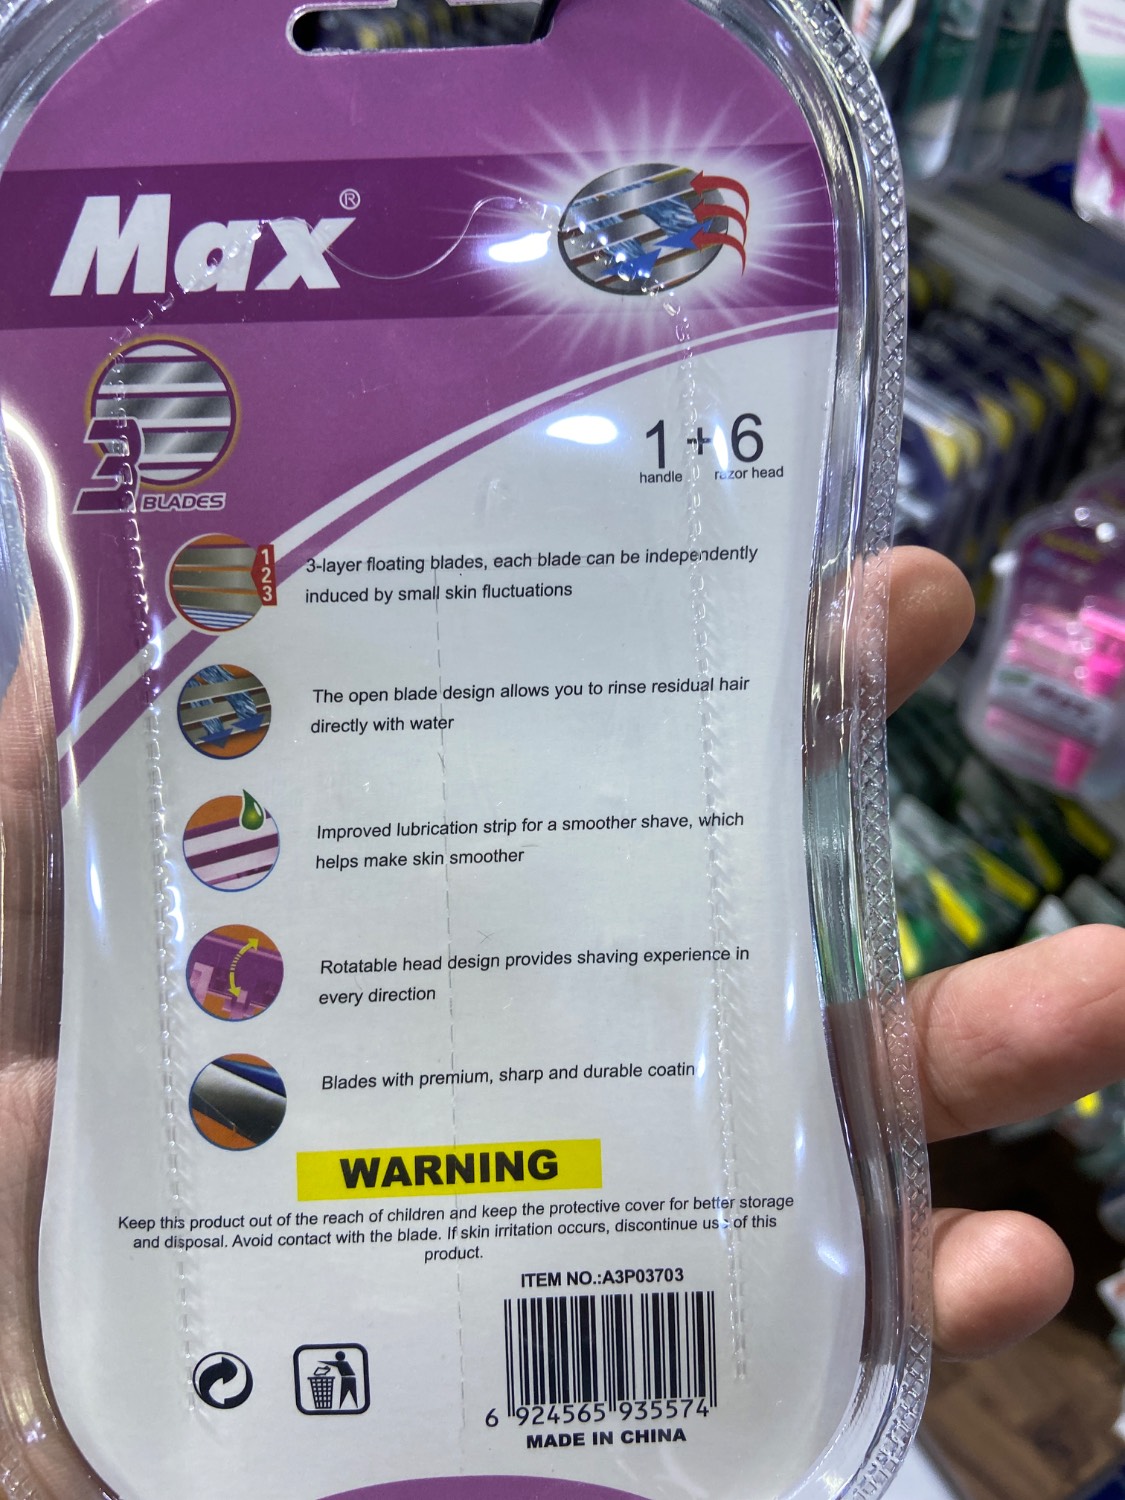 Max®
3
BLADES
1 + 6
handle razor head
1
2
3
3-layer floating blades, each blade can be independently
induced by small skin fluctuations
The open blade design allows you to rinse residual hair
directly with water
Improved lubrication strip for a smoother shave, which
helps make skin smoother
Rotatable head design provides shaving experience in
every direction
Blades with premium, sharp and durable coatin
WARNING
Keep this product out of the reach of children and keep the protective cover for better storage
and disposal. Avoid contact with the blade. If skin irritation occurs, discontinue use of this
product.
ITEM NO.:A3P03703
6 924565 935574
MADE IN CHINA